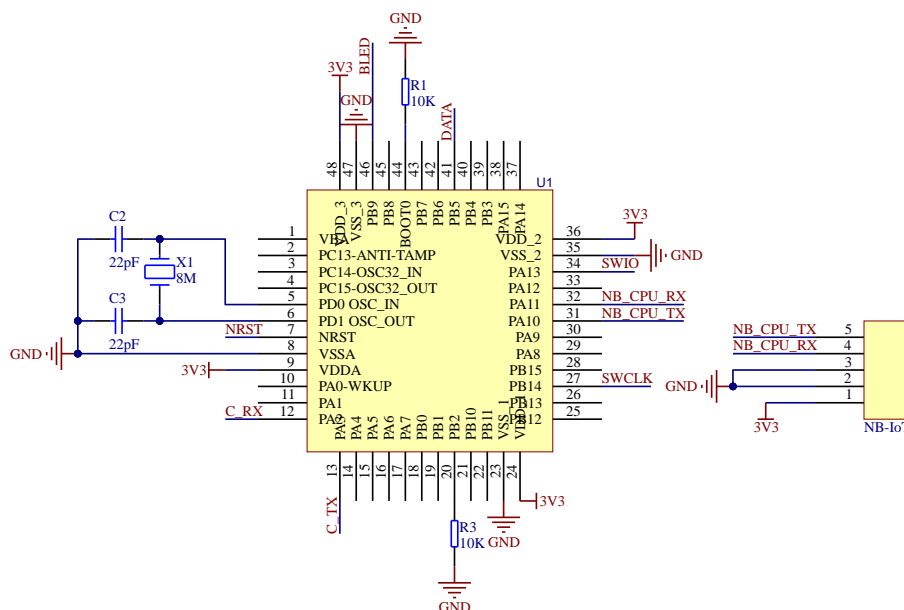 GND
3V3
BLED
GND
R1
10K
DATA
48
47
46
45
44
43
42
41
40
39
38
37
U1
VDD_3
VSS_3
PB9
PB8
BOOT0
PB7
PB6
PB5
PB4
PB3
PA15
PA14
1 VBA
2 PC13-ANTI-TAMP
3 PC14-OSC32_IN
4 PC15-OSC32_OUT
5 PD0 OSC_IN
6 PD1 OSC_OUT
NRST 7 NRST
8 VSSA
3V3 9 VDDA
10 PA0-WKUP
11 PA1
C_RX 12 PA2
C2
22pF
X1
8M
C3
22pF
GND
VDD_2 36 3V3
VSS_2 35 GND
PA13 34 SWIO
PA12 33
PA11 32 NB_CPU_RX
PA10 31 NB_CPU_TX
PA9 30
PA8 29
PB15 28
PB14 27 SWCLK
PB13 26
PB12 25
PA3
PA4
PA5
PA6
PA7
PB0
PB1
PB2
PB10
PB11
VSS_1
VDD_1
13
14
15
16
17
18
19
20
21
22
23
24
C_TX
3V3
GND
R3
10K
GND
NB_CPU_TX 5
NB_CPU_RX 4
3
GND 2
1
3V3
NB-IoT